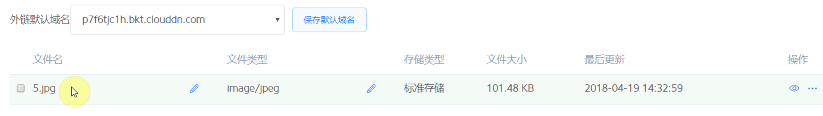 外链默认域名 p7f6tjc1h.bkt.clouddn.com 保存默认域名
文件名 文件类型 存储类型 文件大小 最后更新 操作
5.jpg image/jpeg 标准存储 101.48 KB 2018-04-19 14:32:59